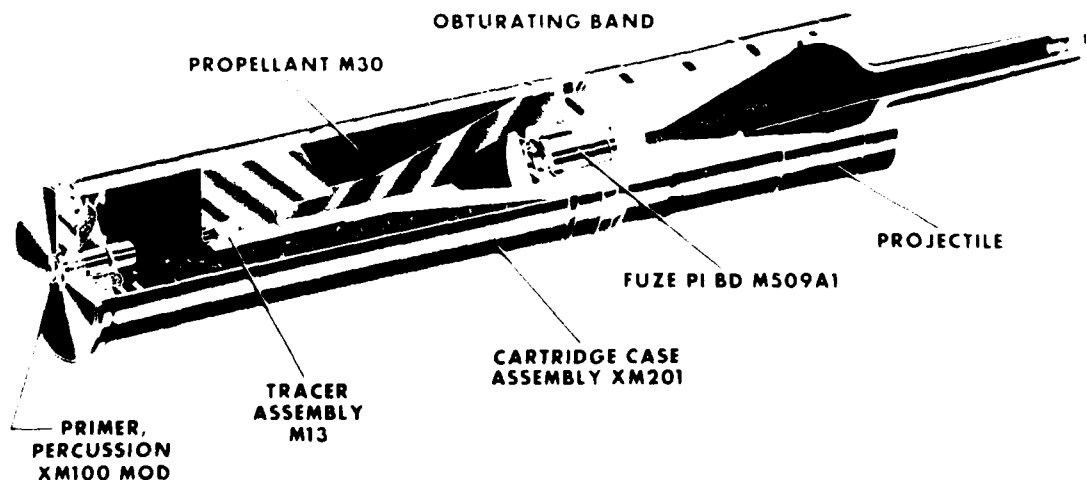 OBTURATING BAND
PROPELLANT M30
PROJECTILE
FUZE PI BD M509A1
CARTRIDGE CASE
ASSEMBLY XM201
TRACER
ASSEMBLY
M13
PRIMER,
PERCUSSION
XM100 MOD